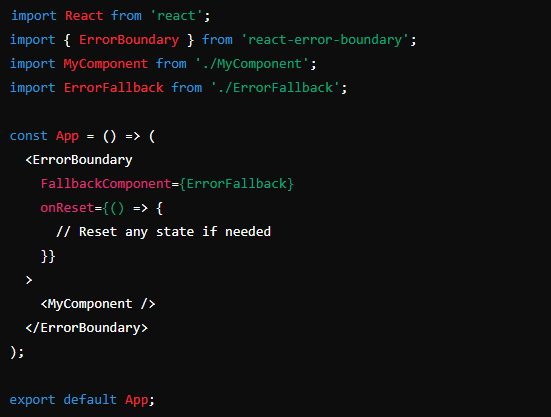 import React from 'react';
import { ErrorBoundary } from 'react-error-boundary';
import MyComponent from './MyComponent';
import ErrorFallback from './ErrorFallback';

const App = () => (
  <ErrorBoundary
    FallbackComponent={ErrorFallback}
    onReset={() => {
      // Reset any state if needed
    }}
  >
    <MyComponent />
  </ErrorBoundary>
);

export default App;